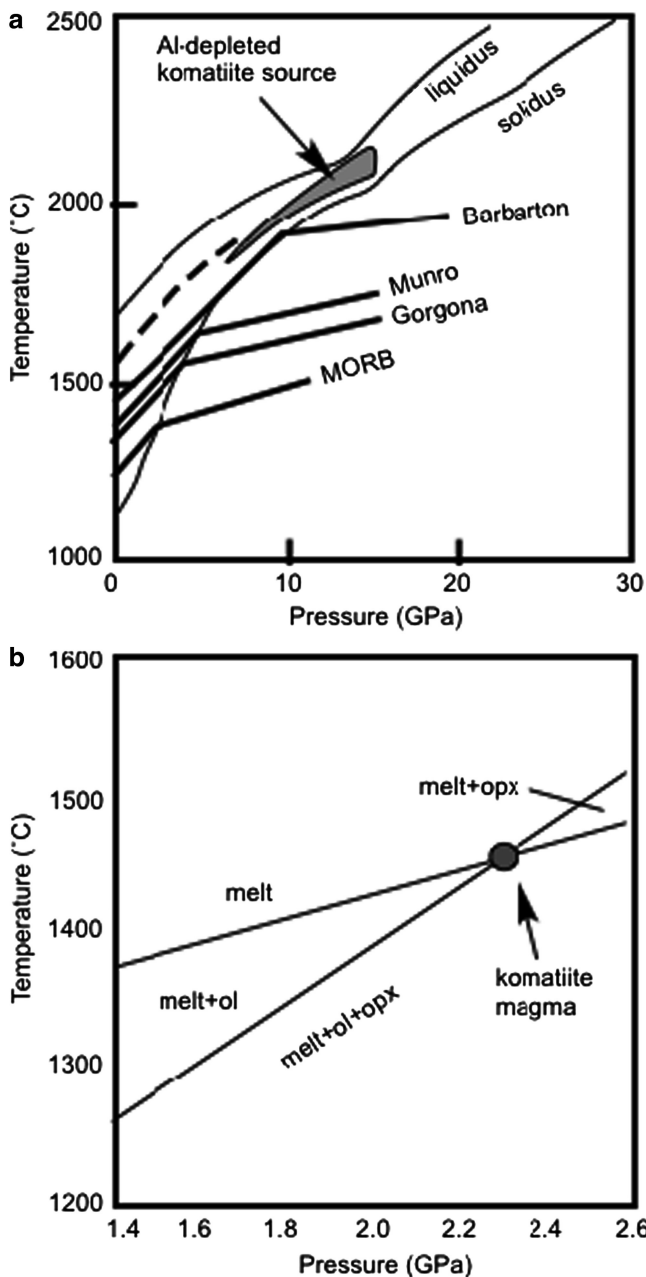 a
2500
2000
1500
1000
Temperature (˚C)
Al-depleted
komatiite source
liquidus
solidus
Barbarton
Munro
Gorgona
MORB
0
10
20
30
Pressure (GPa)
b
1600
1500
1400
1300
1200
Temperature (˚C)
melt+opx
melt
melt+ol
melt+ol+opx
komatiite
magma
1.4
1.6
1.8
2.0
2.2
2.4
2.6
Pressure (GPa)